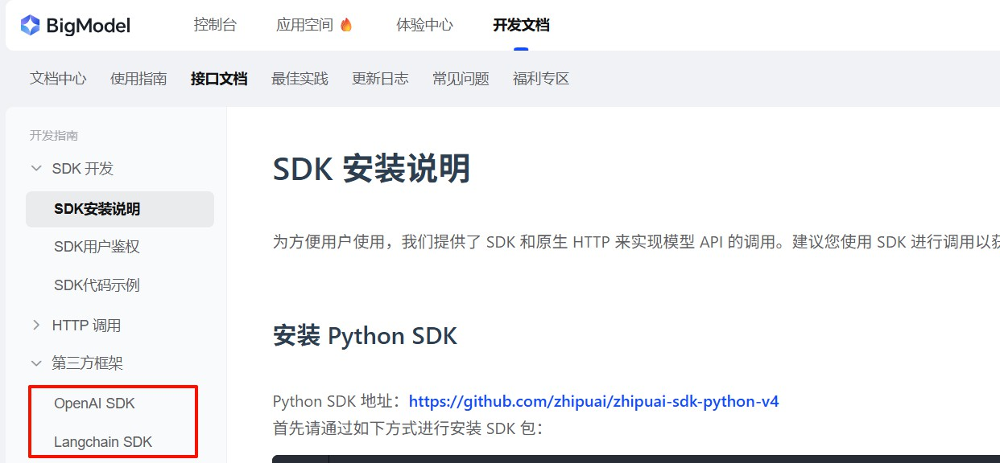 BigModel 控制台 应用空间 体验中心 开发文档
文档中心 使用指南 接口文档 最佳实践 更新日志 常见问题 福利专区
开发指南
SDK 开发
SDK安装说明
SDK用户鉴权
SDK代码示例
HTTP 调用
第三方框架
OpenAI SDK
Langchain SDK
SDK 安装说明
为方便用户使用，我们提供了 SDK 和原生 HTTP 来实现模型 API 的调用。建议您使用 SDK 进行调用以获
安装 Python SDK
Python SDK 地址：https://github.com/zhipuai/zhipuai-sdk-python-v4
首先请通过如下方式进行安装 SDK 包：